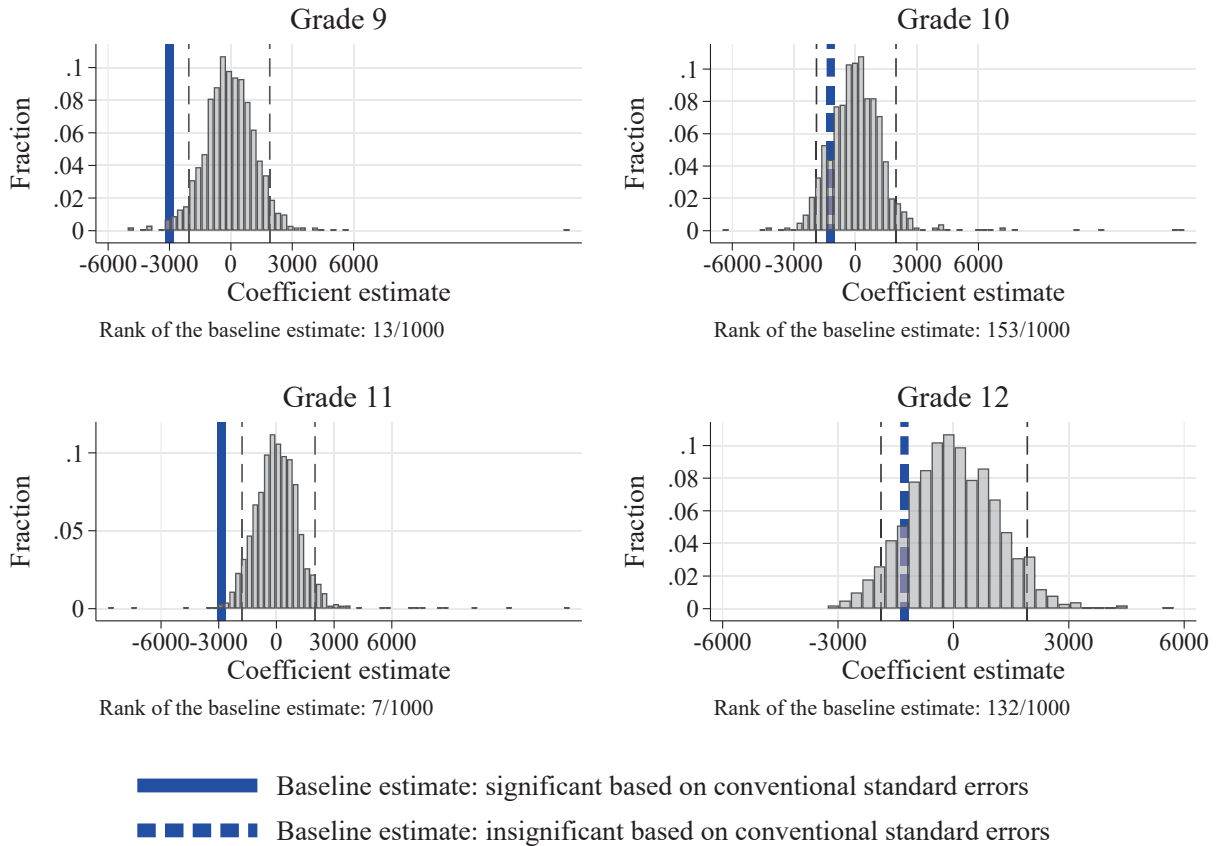 Grade 9
Fraction
.1
.08
.06
.04
.02
0
-6000 -3000 0 3000 6000
Coefficient estimate
Rank of the baseline estimate: 13/1000
Grade 10
Fraction
.1
.08
.06
.04
.02
0
-6000 -3000 0 3000 6000
Coefficient estimate
Rank of the baseline estimate: 153/1000
Grade 11
Fraction
.1
.05
0
-6000 -3000 0 3000 6000
Coefficient estimate
Rank of the baseline estimate: 7/1000
Grade 12
Fraction
.1
.08
.06
.04
.02
0
-6000 -3000 0 3000 6000
Coefficient estimate
Rank of the baseline estimate: 132/1000
Baseline estimate: significant based on conventional standard errors
Baseline estimate: insignificant based on conventional standard errors